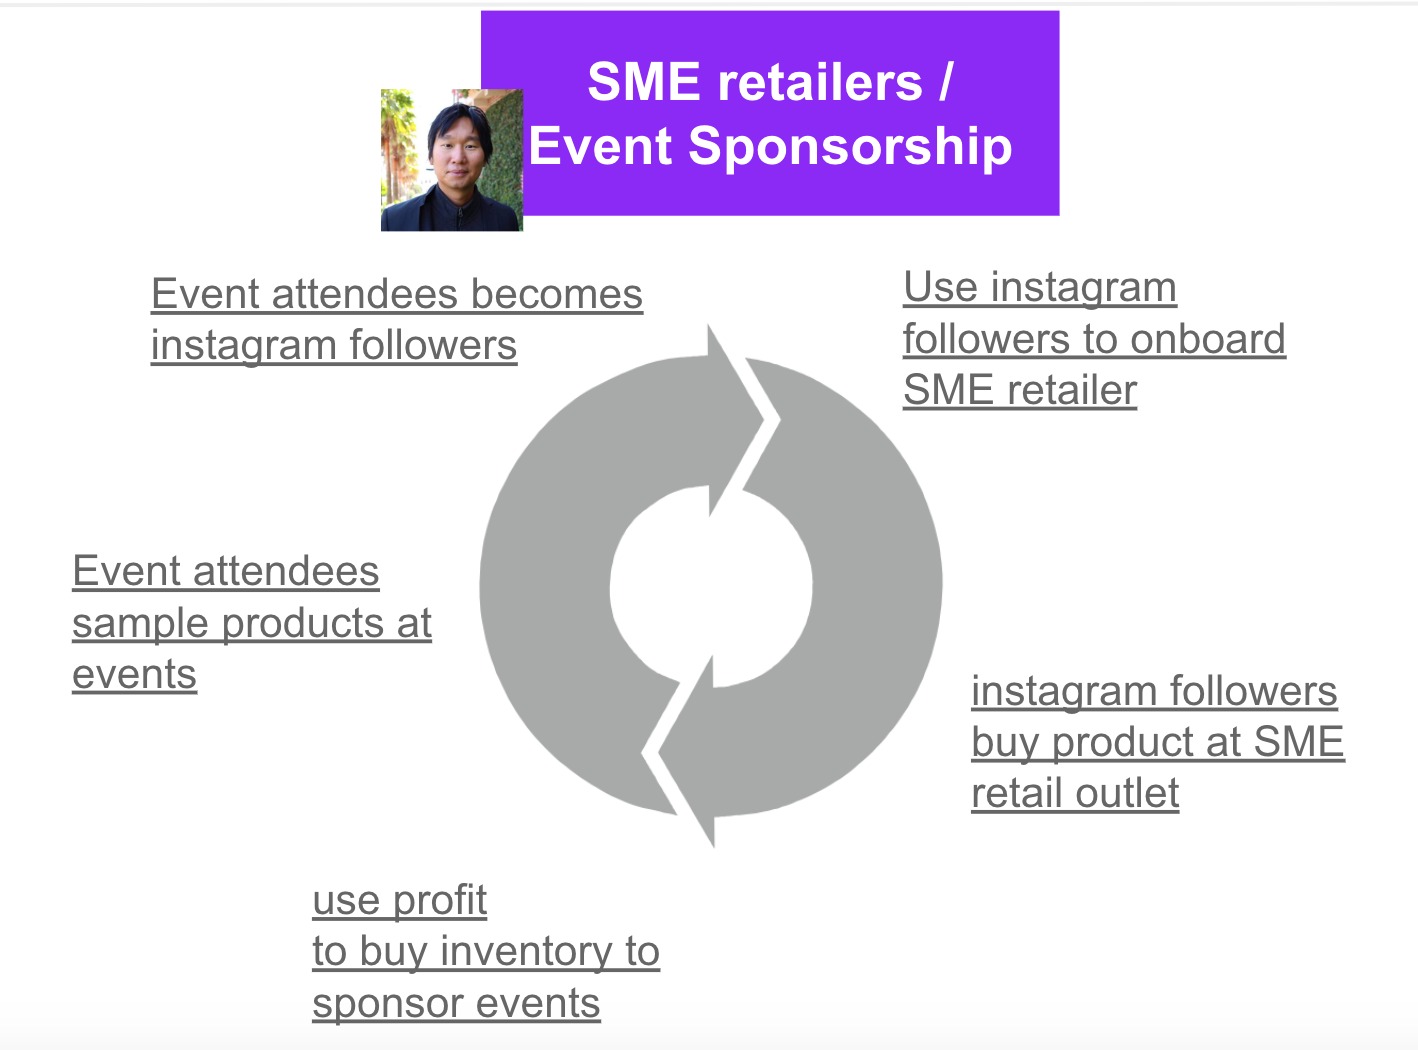 SME retailers /
Event Sponsorship
Event attendees becomes
instagram followers
Use instagram
followers to onboard
SME retailer
Event attendees
sample products at
events
instagram followers
buy product at SME
retail outlet
use profit
to buy inventory to
sponsor events